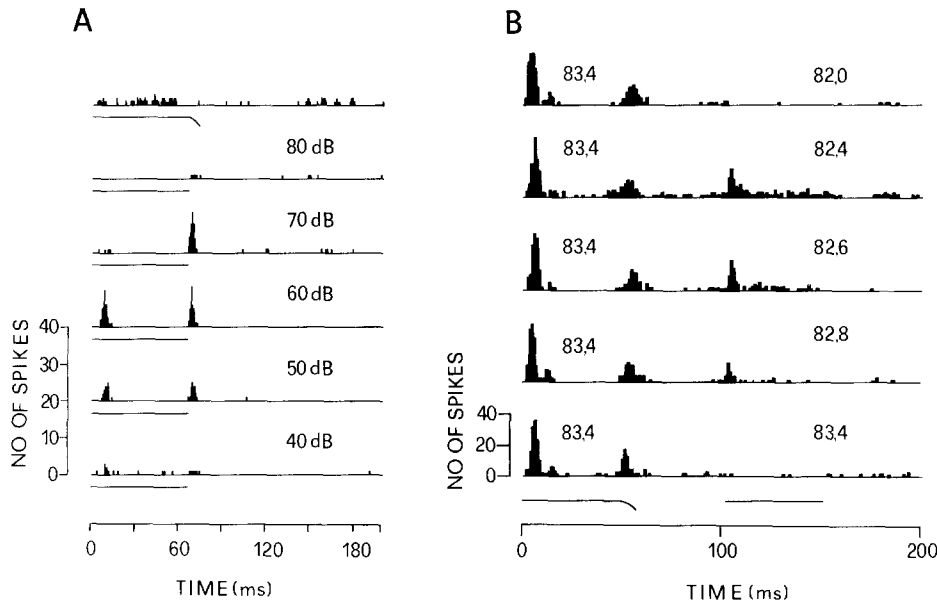 A
80 dB
70 dB
60 dB
50 dB
40 dB
40
30
20
10
0
NO OF SPIKES
0 60 120 180
TIME (ms)
B
83,4 82,0
83,4 82,4
83,4 82,6
83,4 82,8
83,4 83,4
40
20
0
NO OF SPIKES
0 100 200
TIME (ms)